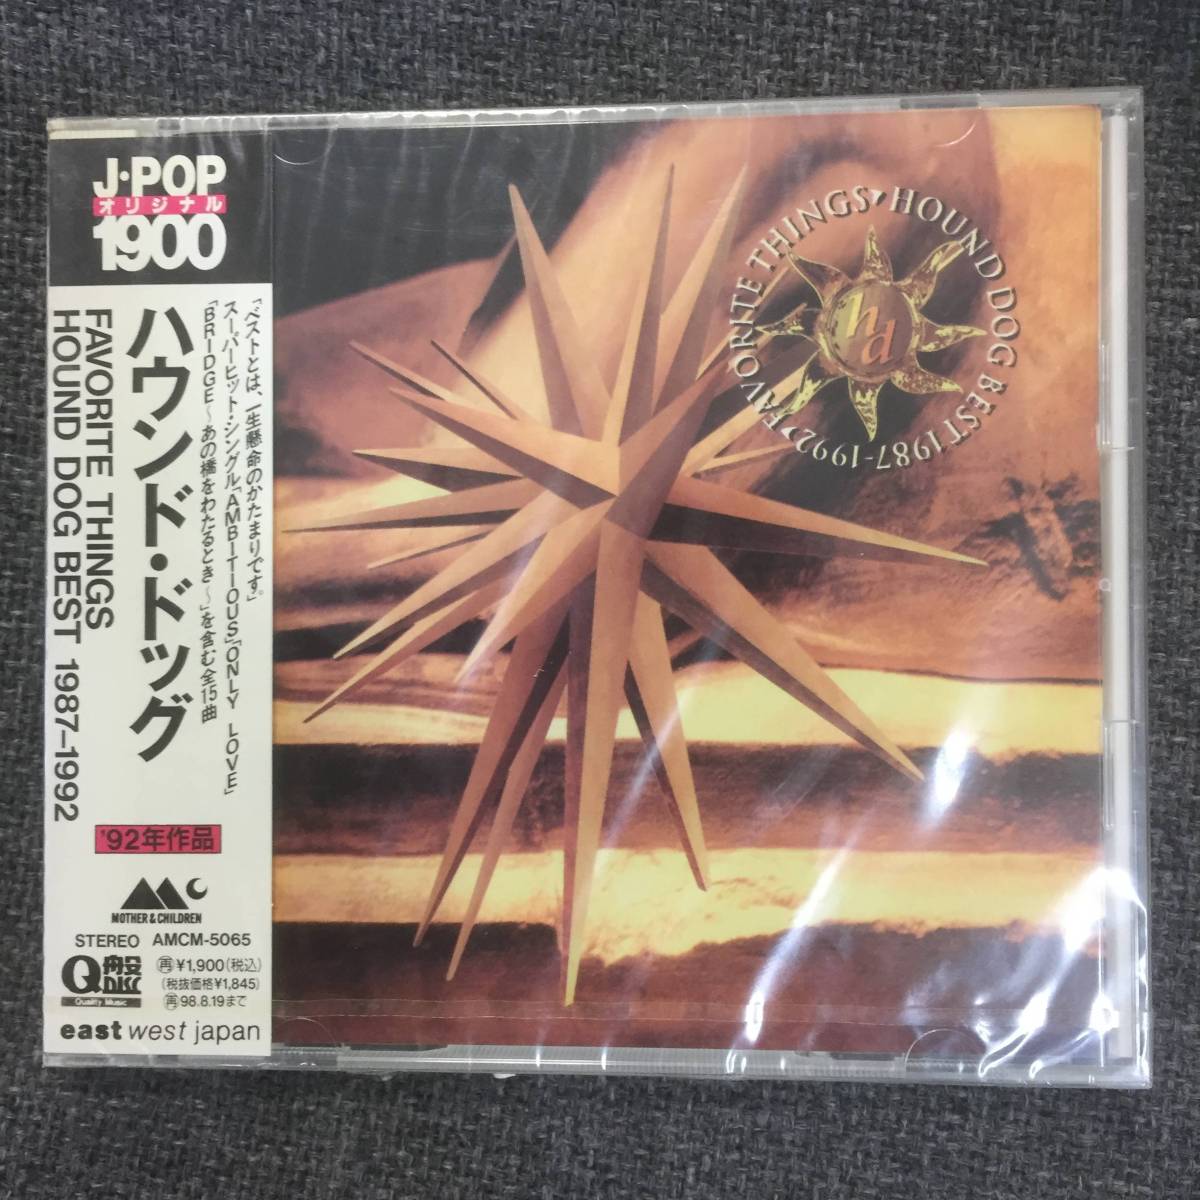 J・POP
オリジナル
1900
「ベストとは、一生懸命のかたまりです。」
スーパーヒット・シングル「AMBITIOUS」「ONLY LOVE」
「BRIDGE～あの橋をわたるとき～」を含む全15曲
ハウンド・ドッグ
FAVORITE THINGS
HOUND DOG BEST 1987-1992
'92年作品
MOTHER & CHILDREN
STEREO AMCM-5065
Q盤
DISC
Quality Music
再¥1,900(税込)
(税抜価格¥1,845)
再98.8.19まで
east west japan
FAVORITE THINGS▼HOUND DOG BEST 1987-1992▼
hd